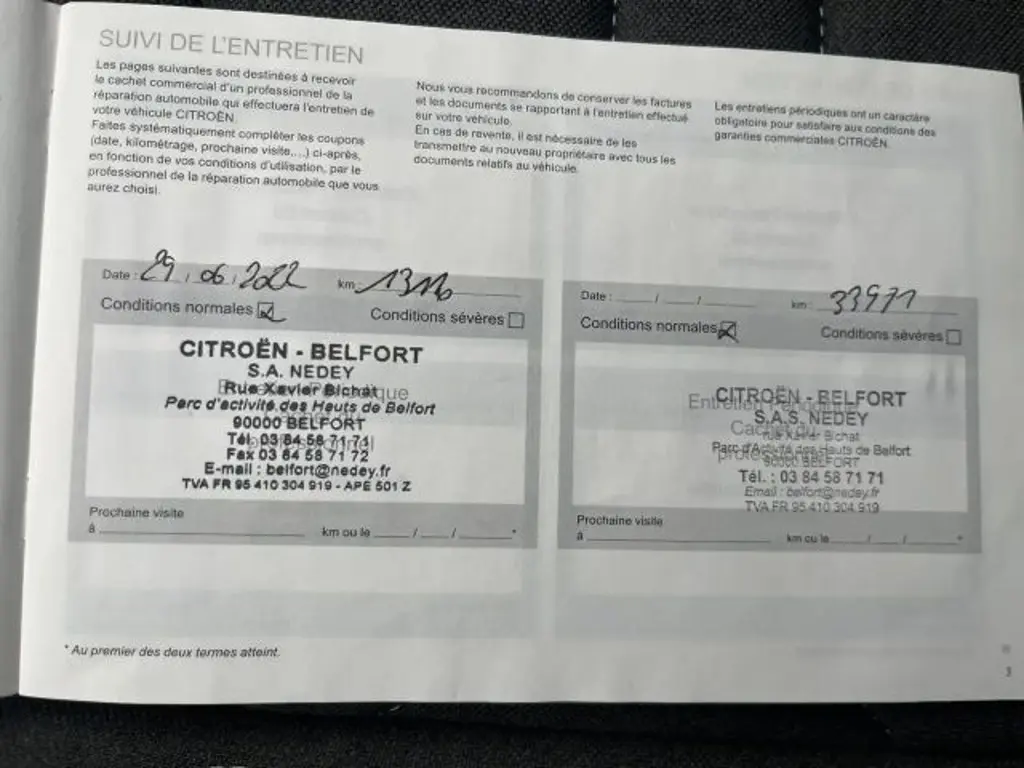 SUIVI DE L'ENTRETIEN
Les pages suivantes sont destinées à recevoir
le cachet commercial d'un professionnel de la
réparation automobile qui effectuera l'entretien de
votre véhicule CITROËN.
Faites systématiquement compléter les coupons
(date, kilométrage, prochaine visite,...) ci-après,
en fonction de vos conditions d'utilisation, par le
professionnel de la réparation automobile que vous
aurez choisi.
Nous vous recommandons de conserver les factures
et les documents se rapportant à l'entretien effectué
sur votre véhicule.
En cas de revente, il est nécessaire de les
transmettre au nouveau propriétaire avec tous les
documents relatifs au véhicule.
Les entretiens périodiques ont un caractère
obligatoire pour satisfaire aux conditions des
garanties commerciales CITROËN.
Date : 29 / 06 / 2022 km
Conditions normales Conditions sévères
CITROËN - BELFORT
S.A. NEDEY
Rue Xavier Bichat
Parc d'activité des Hauts de Belfort
90000 BELFORT
Tél. 03 84 58 71 71
Fax 03 84 58 71 72
E-mail : belfort@nedey.fr
TVA FR 95 410 304 919 - APE 501 Z
Prochaine visite
à km ou le / / *
Date : / / km : 33971
Conditions normales Conditions sévères
Entretien Périodique
Cachet du
professionnel
CITROËN - BELFORT
S.A.S. NEDEY
rue Xavier Bichat
Parc d'Activité des Hauts de Belfort
90000 BELFORT
Tél. : 03 84 58 71 71
Email : belfort@nedey.fr
TVA FR 95 410 304 919
Prochaine visite
à km ou le / / *
* Au premier des deux termes atteint.
3